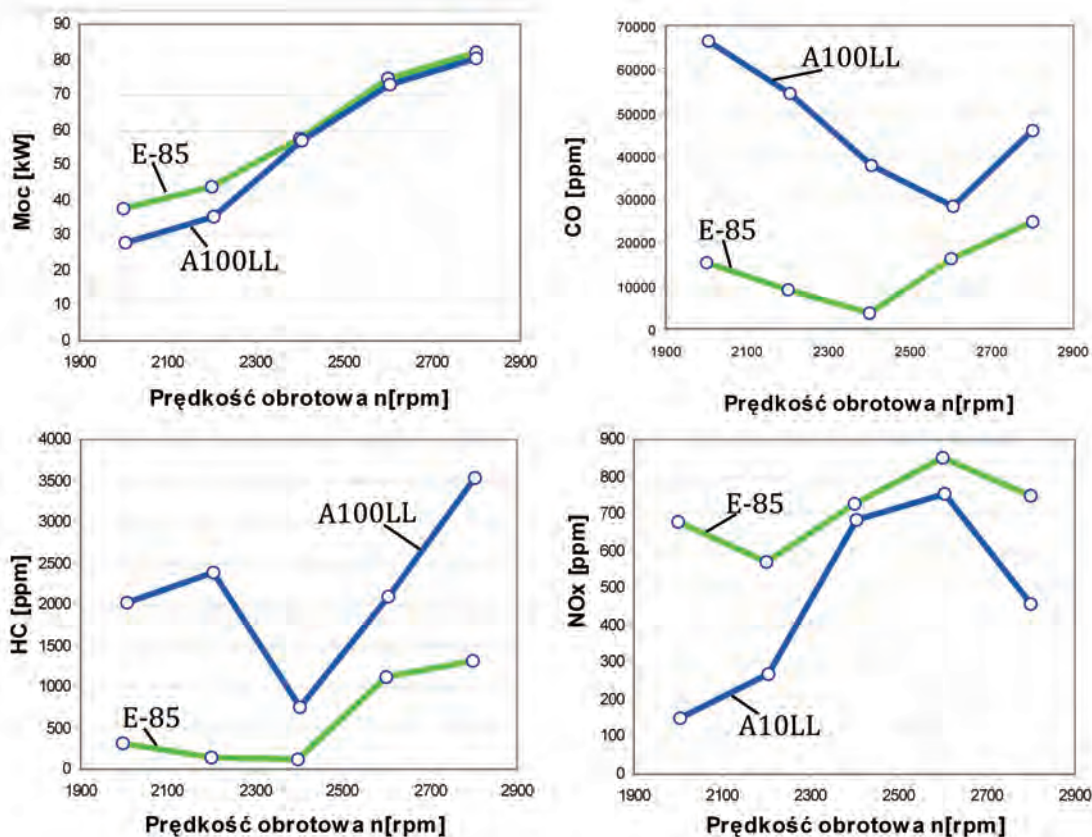 90
80
70
60
50
40
30
20
10
0
Moc [kW]
E-85
A100LL
1900 2100 2300 2500 2700 2900
Prędkość obrotowa n[rpm]
70000
60000
50000
40000
30000
20000
10000
0
CO [ppm]
A100LL
E-85
1900 2100 2300 2500 2700 2900
Prędkość obrotowa n[rpm]
4000
3500
3000
2500
2000
1500
1000
500
0
HC [ppm]
A100LL
E-85
1900 2100 2300 2500 2700 2900
Prędkość obrotowa n[rpm]
900
800
700
600
500
400
300
200
100
0
NOx [ppm]
E-85
A10LL
1900 2100 2300 2500 2700 2900
Prędkość obrotowa n[rpm]